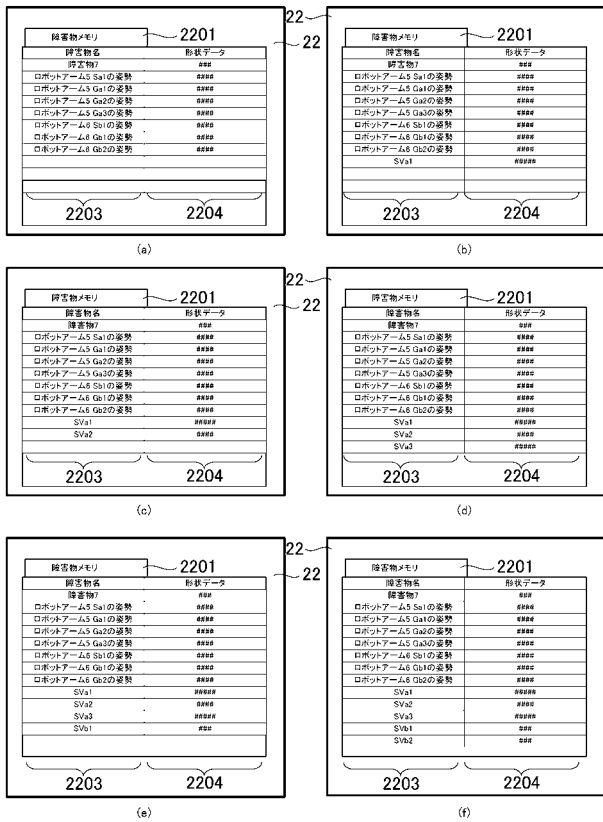 22
障害物メモリ 2201
22
障害物名 形状データ
障害物7 ###
ロボットアーム5 Sa1の姿勢 ####
ロボットアーム5 Ga1の姿勢 ####
ロボットアーム5 Ga2の姿勢 ####
ロボットアーム5 Ga3の姿勢 ####
ロボットアーム6 Sb1の姿勢 ####
ロボットアーム6 Gb1の姿勢 ####
ロボットアーム6 Gb2の姿勢 ####
2203 2204
(a)
障害物メモリ 2201
障害物名 形状データ
障害物7 ###
ロボットアーム5 Sa1の姿勢 ####
ロボットアーム5 Ga1の姿勢 ####
ロボットアーム5 Ga2の姿勢 ####
ロボットアーム5 Ga3の姿勢 ####
ロボットアーム6 Sb1の姿勢 ####
ロボットアーム6 Gb1の姿勢 ####
ロボットアーム6 Gb2の姿勢 ####
SVa1 #####
2203 2204
(b)
22
障害物メモリ 2201
22
障害物名 形状データ
障害物7 ###
ロボットアーム5 Sa1の姿勢 ####
ロボットアーム5 Ga1の姿勢 ####
ロボットアーム5 Ga2の姿勢 ####
ロボットアーム5 Ga3の姿勢 ####
ロボットアーム6 Sb1の姿勢 ####
ロボットアーム6 Gb1の姿勢 ####
ロボットアーム6 Gb2の姿勢 ####
SVa1 #####
SVa2 ####
2203 2204
(c)
障害物メモリ 2201
障害物名 形状データ
障害物7 ###
ロボットアーム5 Sa1の姿勢 ####
ロボットアーム5 Ga1の姿勢 ####
ロボットアーム5 Ga2の姿勢 ####
ロボットアーム5 Ga3の姿勢 ####
ロボットアーム6 Sb1の姿勢 ####
ロボットアーム6 Gb1の姿勢 ####
ロボットアーム6 Gb2の姿勢 ####
SVa1 #####
SVa2 ####
SVa3 #####
2203 2204
(d)
22
障害物メモリ 2201
22
障害物名 形状データ
障害物7 ###
ロボットアーム5 Sa1の姿勢 ####
ロボットアーム5 Ga1の姿勢 ####
ロボットアーム5 Ga2の姿勢 ####
ロボットアーム5 Ga3の姿勢 ####
ロボットアーム6 Sb1の姿勢 ####
ロボットアーム6 Gb1の姿勢 ####
ロボットアーム6 Gb2の姿勢 ####
SVa1 #####
SVa2 ####
SVa3 #####
SVb1 ###
2203 2204
(e)
障害物メモリ 2201
障害物名 形状データ
障害物7 ###
ロボットアーム5 Sa1の姿勢 ####
ロボットアーム5 Ga1の姿勢 ####
ロボットアーム5 Ga2の姿勢 ####
ロボットアーム5 Ga3の姿勢 ####
ロボットアーム6 Sb1の姿勢 ####
ロボットアーム6 Gb1の姿勢 ####
ロボットアーム6 Gb2の姿勢 ####
SVa1 #####
SVa2 ####
SVa3 #####
SVb1 ###
SVb2 ###
2203 2204
(f)